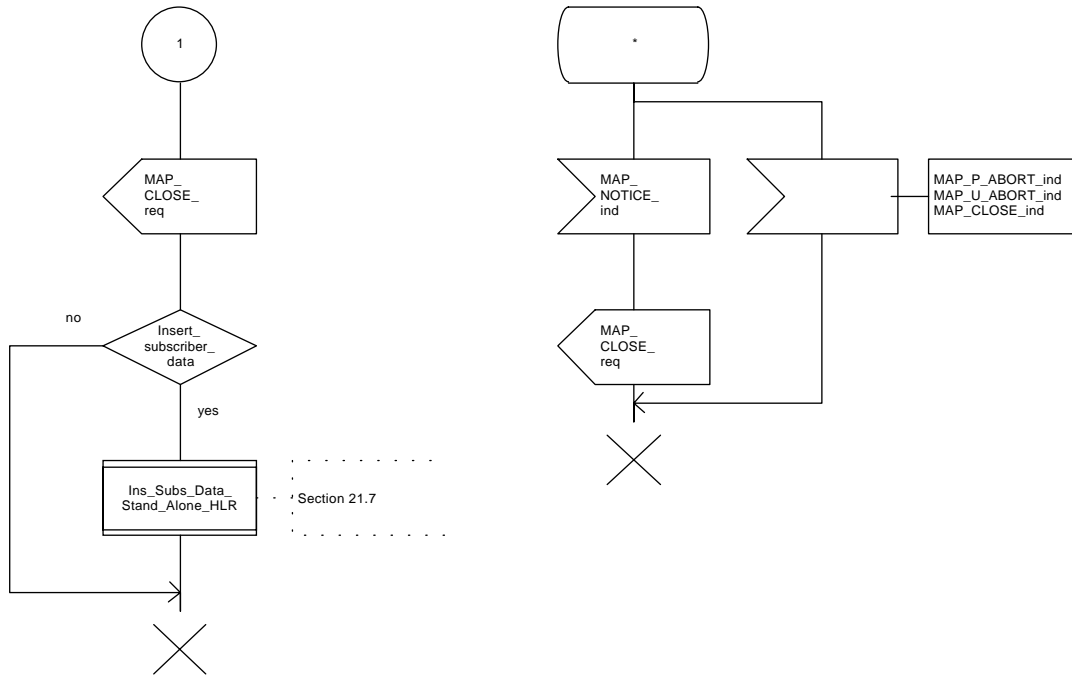 1
MAP_
CLOSE_
req
no
Insert_
subscriber_
data
yes
Ins_Subs_Data_
Stand_Alone_HLR
Section 21.7
*
MAP_
NOTICE_
ind
MAP_P_ABORT_ind
MAP_U_ABORT_ind
MAP_CLOSE_ind
MAP_
CLOSE_
req